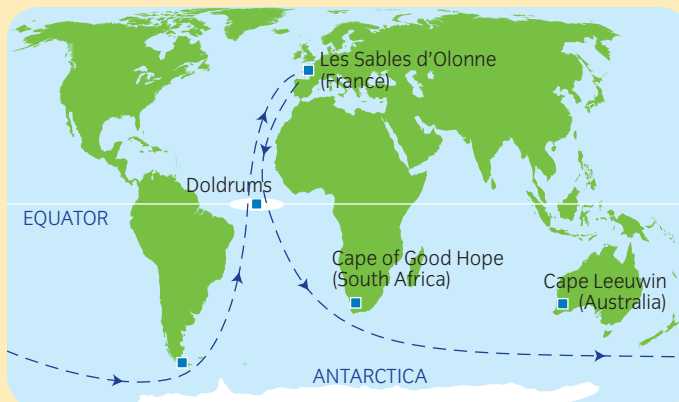 Les Sables d'Olonne
(France)
Doldrums
EQUATOR
Cape of Good Hope
(South Africa)
Cape Leeuwin
(Australia)
ANTARCTICA